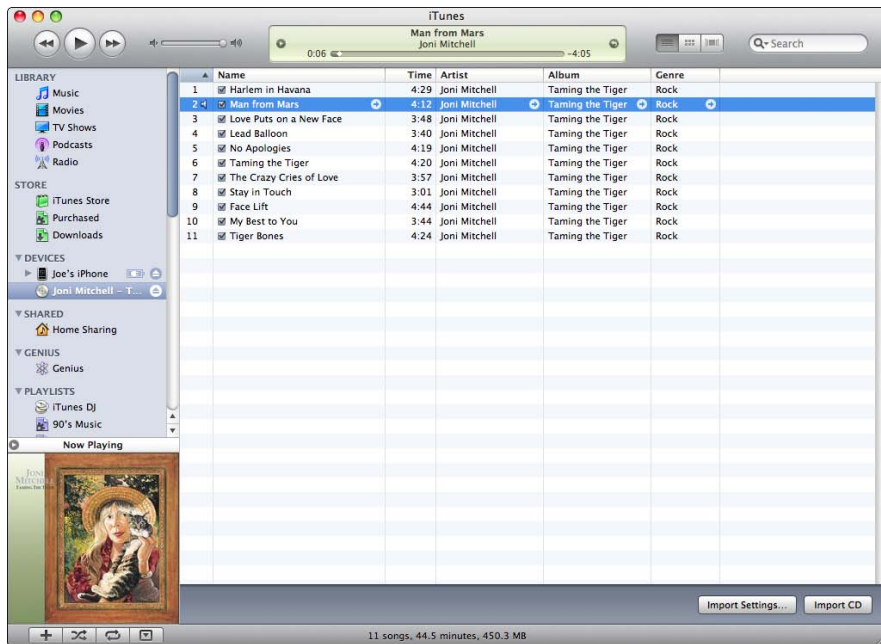 iTunes
Man from Mars
Joni Mitchell
0:06 -4:05
Search
LIBRARY
Music
Movies
TV Shows
Podcasts
Radio
STORE
iTunes Store
Purchased
Downloads
DEVICES
Joe's iPhone
Joni Mitchell – T...
SHARED
Home Sharing
GENIUS
Genius
PLAYLISTS
iTunes DJ
90's Music
Now Playing
JONI
MITCHELL
TAMING THE TIGER
Name Time Artist Album Genre
1 Harlem in Havana 4:29 Joni Mitchell Taming the Tiger Rock
2 Man from Mars 4:12 Joni Mitchell Taming the Tiger Rock
3 Love Puts on a New Face 3:48 Joni Mitchell Taming the Tiger Rock
4 Lead Balloon 3:40 Joni Mitchell Taming the Tiger Rock
5 No Apologies 4:19 Joni Mitchell Taming the Tiger Rock
6 Taming the Tiger 4:20 Joni Mitchell Taming the Tiger Rock
7 The Crazy Cries of Love 3:57 Joni Mitchell Taming the Tiger Rock
8 Stay in Touch 3:01 Joni Mitchell Taming the Tiger Rock
9 Face Lift 4:44 Joni Mitchell Taming the Tiger Rock
10 My Best to You 3:44 Joni Mitchell Taming the Tiger Rock
11 Tiger Bones 4:24 Joni Mitchell Taming the Tiger Rock
Import Settings... Import CD
11 songs, 44.5 minutes, 450.3 MB